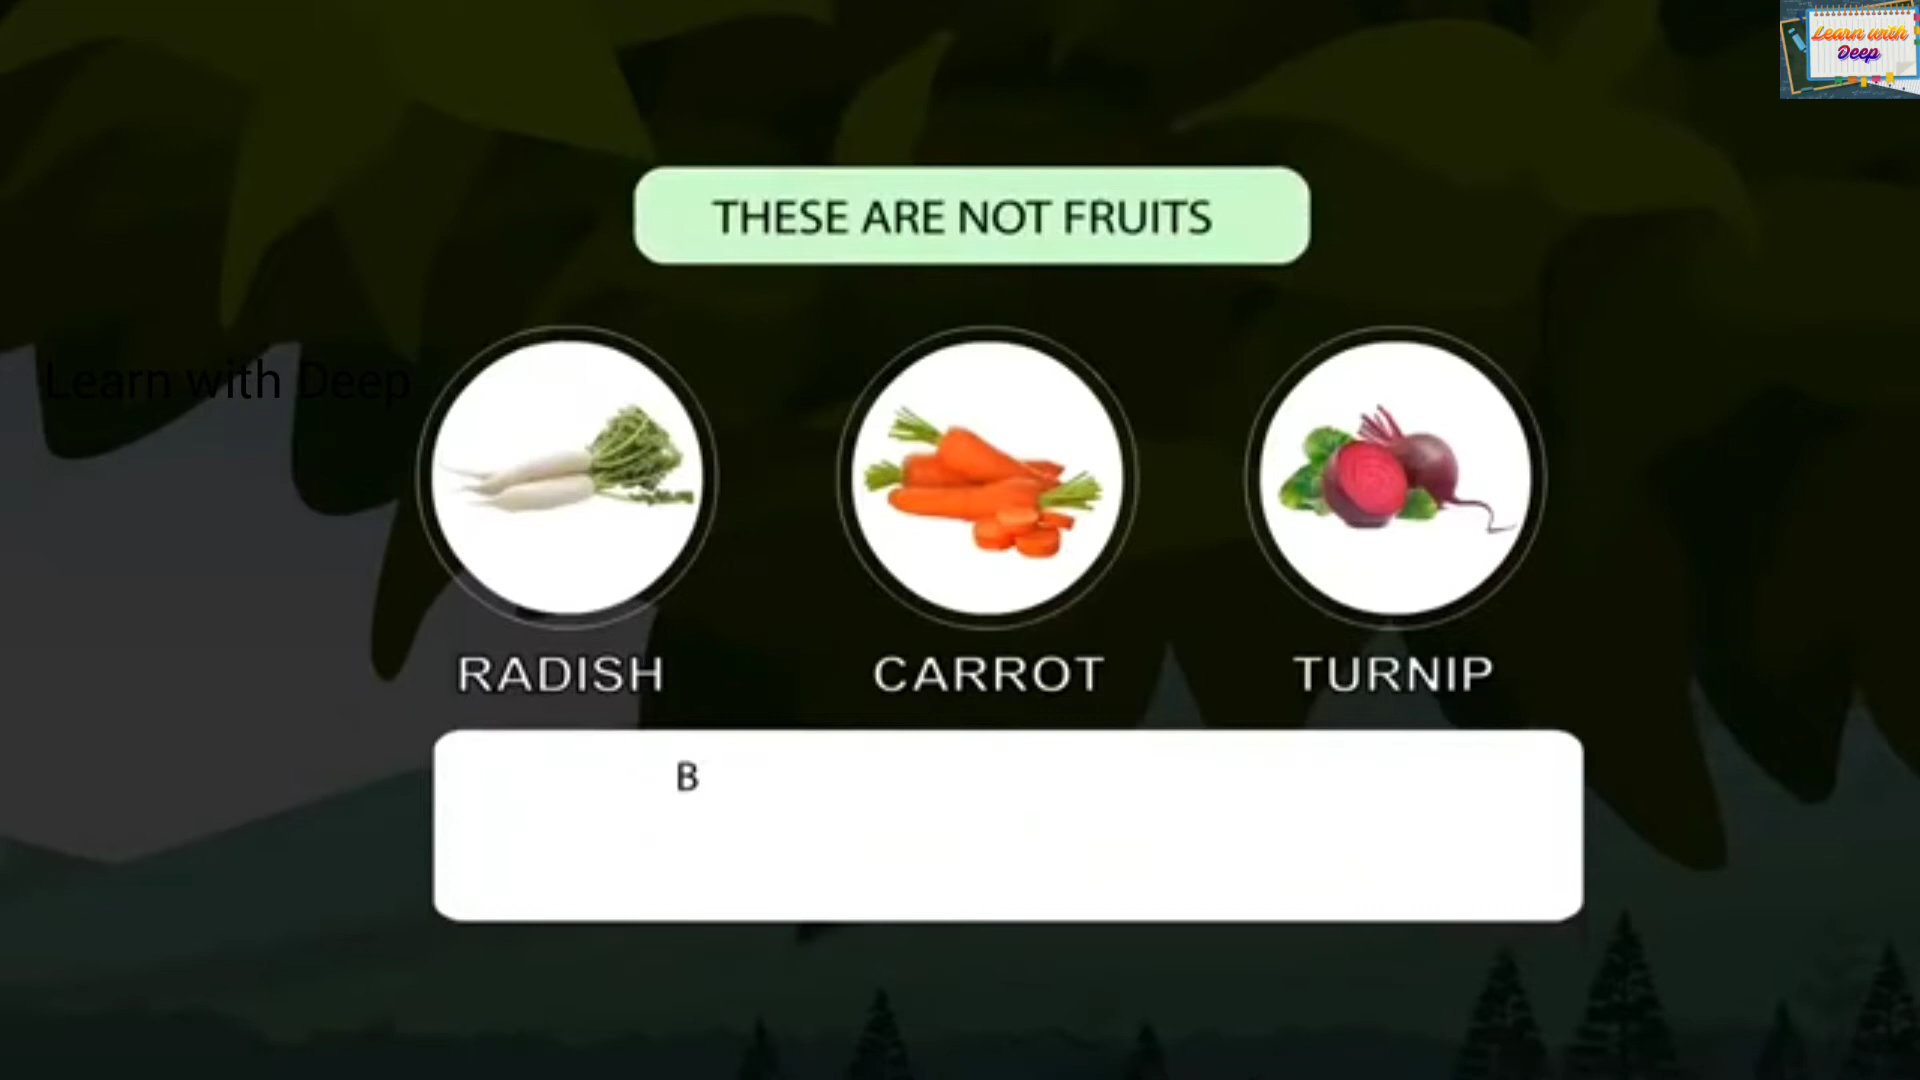 Learn with
Deep
THESE ARE NOT FRUITS
Learn with Deep
RADISH
CARROT
TURNIP
B